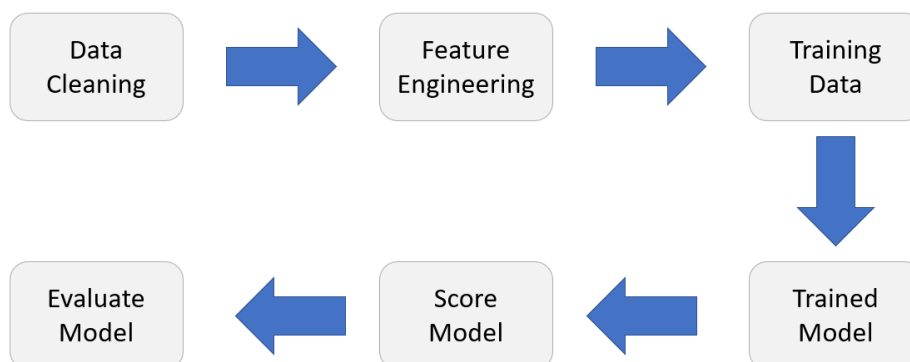 Data
Cleaning
Feature
Engineering
Training
Data
Trained
Model
Score
Model
Evaluate
Model